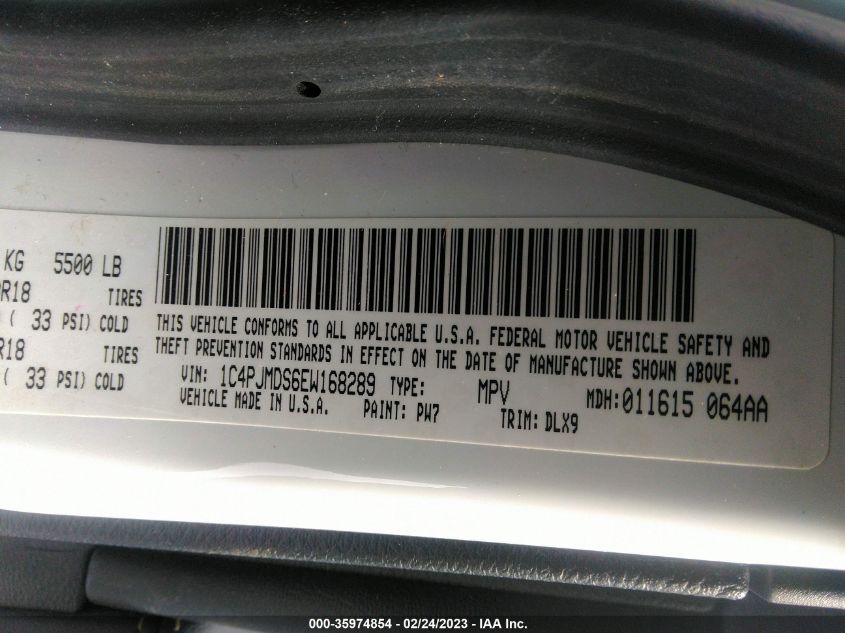 KG 5500 LB
R18 TIRES
( 33 PSI) COLD
R18 TIRES
( 33 PSI) COLD
THIS VEHICLE CONFORMS TO ALL APPLICABLE U.S.A. FEDERAL MOTOR VEHICLE SAFETY AND
THEFT PREVENTION STANDARDS IN EFFECT ON THE DATE OF MANUFACTURE SHOWN ABOVE.
VIN: 1C4PJMDS6EW168289 TYPE: MPV MDH: 011615 064AA
VEHICLE MADE IN U.S.A. PAINT: PW7 TRIM: DLX9
000-35974854 / 02/24/2023 - IAA Inc.